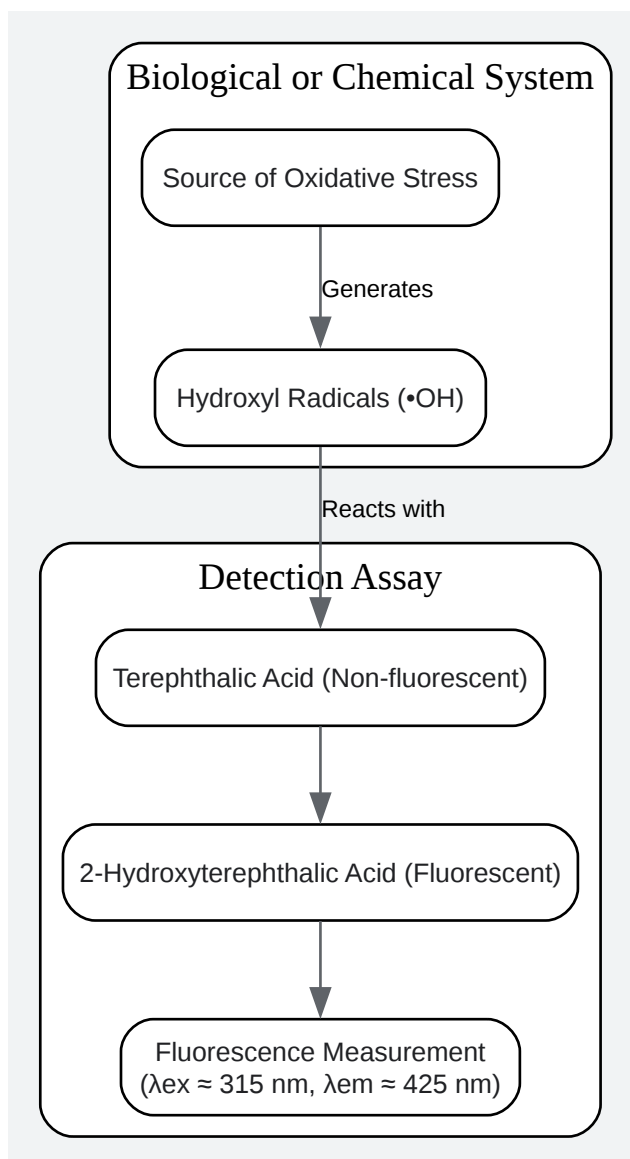 Biological or Chemical System
Source of Oxidative Stress
Generates
Hydroxyl Radicals (•OH)
Reacts with
Detection Assay
Terephthalic Acid (Non-fluorescent)
2-Hydroxyterephthalic Acid (Fluorescent)
Fluorescence Measurement
(λex ≈ 315 nm, λem ≈ 425 nm)